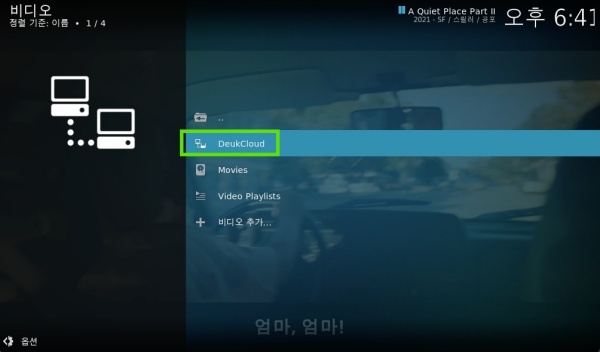 비디오
정렬 기준: 이름 • 1 / 4
A Quiet Place Part II
2021 - SF / 스릴러 / 공포
오후 6:41
..
DeukCloud
Movies
Video Playlists
비디오 추가...
엄마, 엄마!
옵션